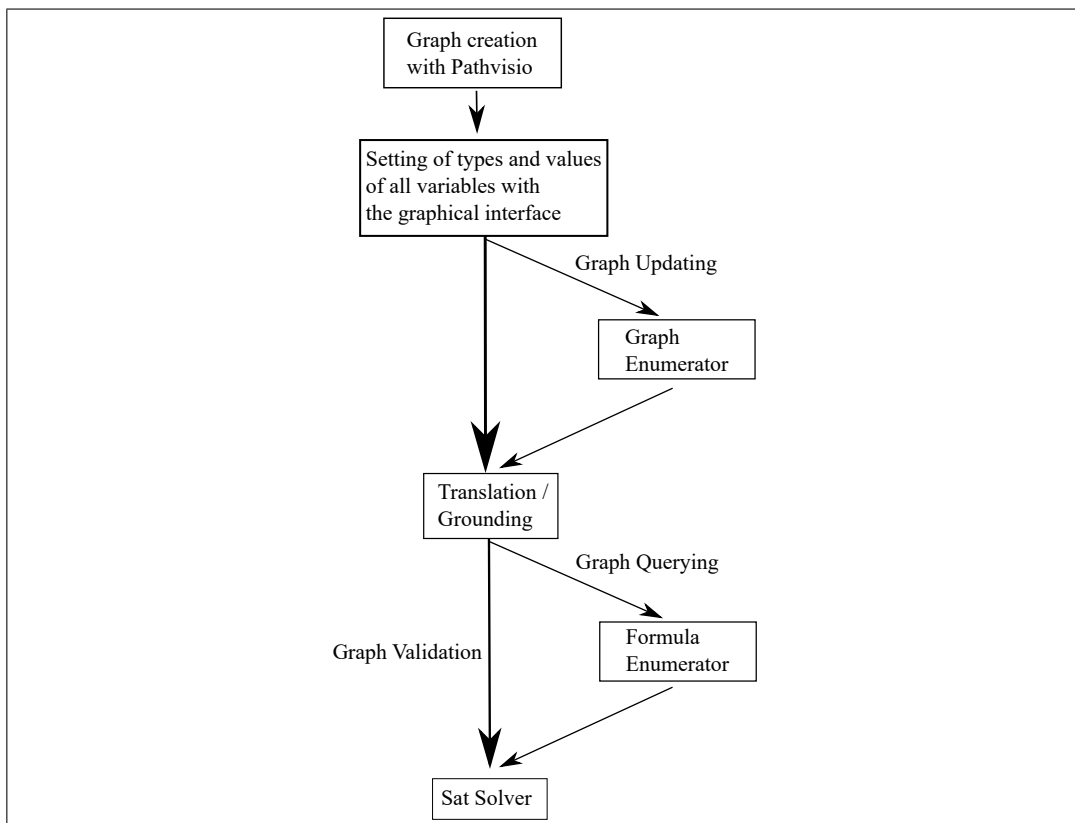 Graph creation
with Pathvisio
Setting of types and values
of all variables with
the graphical interface
Graph Updating
Graph
Enumerator
Translation /
Grounding
Graph Querying
Graph Validation
Formula
Enumerator
Sat Solver